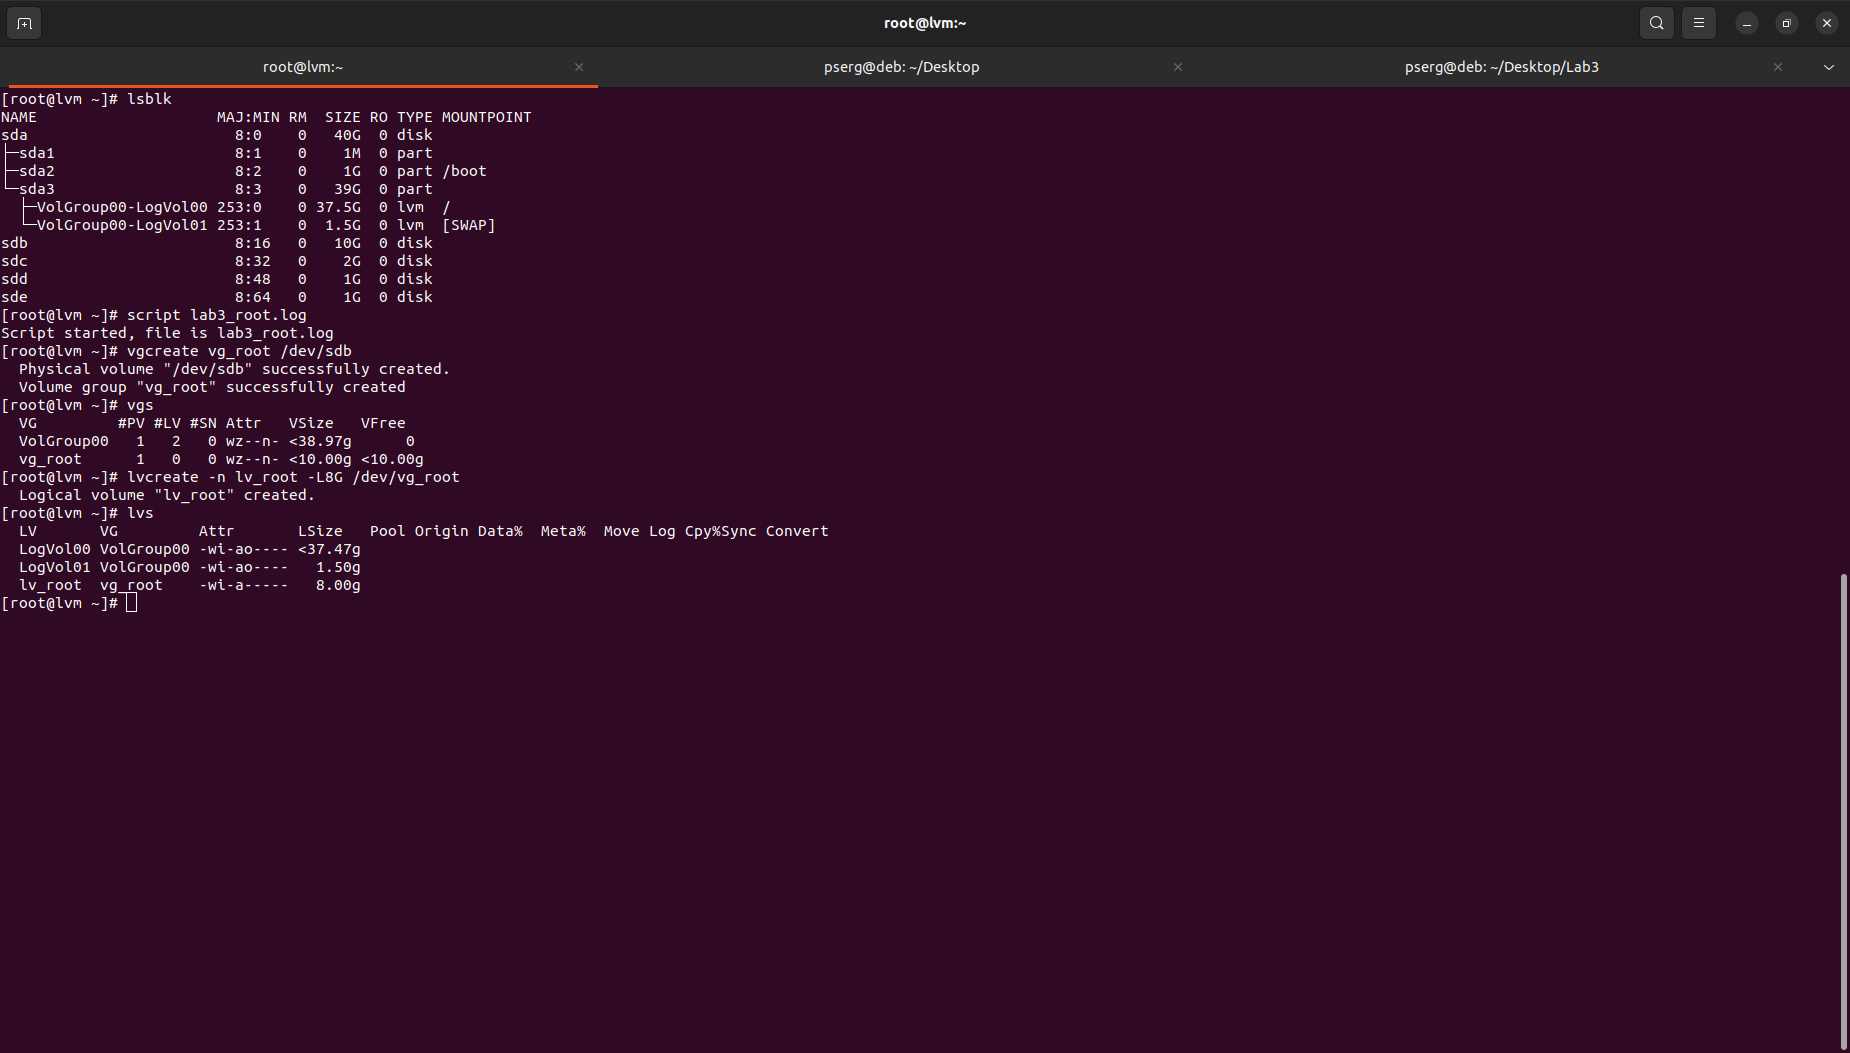 root@lvm:~
root@lvm:~
pserg@deb: ~/Desktop
pserg@deb: ~/Desktop/Lab3
[root@lvm ~]# lsblk
NAME                    MAJ:MIN RM  SIZE RO TYPE MOUNTPOINT
sda                       8:0    0   40G  0 disk
├─sda1                    8:1    0    1M  0 part
├─sda2                    8:2    0    1G  0 part /boot
└─sda3                    8:3    0   39G  0 part
  ├─VolGroup00-LogVol00 253:0    0 37.5G  0 lvm  /
  └─VolGroup00-LogVol01 253:1    0  1.5G  0 lvm  [SWAP]
sdb                       8:16   0   10G  0 disk
sdc                       8:32   0    2G  0 disk
sdd                       8:48   0    1G  0 disk
sde                       8:64   0    1G  0 disk
[root@lvm ~]# script lab3_root.log
Script started, file is lab3_root.log
[root@lvm ~]# vgcreate vg_root /dev/sdb
  Physical volume "/dev/sdb" successfully created.
  Volume group "vg_root" successfully created
[root@lvm ~]# vgs
  VG         #PV #LV #SN Attr   VSize   VFree
  VolGroup00   1   2   0 wz--n- <38.97g      0
  vg_root      1   0   0 wz--n- <10.00g <10.00g
[root@lvm ~]# lvcreate -n lv_root -L8G /dev/vg_root
  Logical volume "lv_root" created.
[root@lvm ~]# lvs
  LV       VG         Attr       LSize   Pool Origin Data%  Meta%  Move Log Cpy%Sync Convert
  LogVol00 VolGroup00 -wi-ao---- <37.47g
  LogVol01 VolGroup00 -wi-ao----   1.50g
  lv_root  vg_root    -wi-a-----   8.00g
[root@lvm ~]#